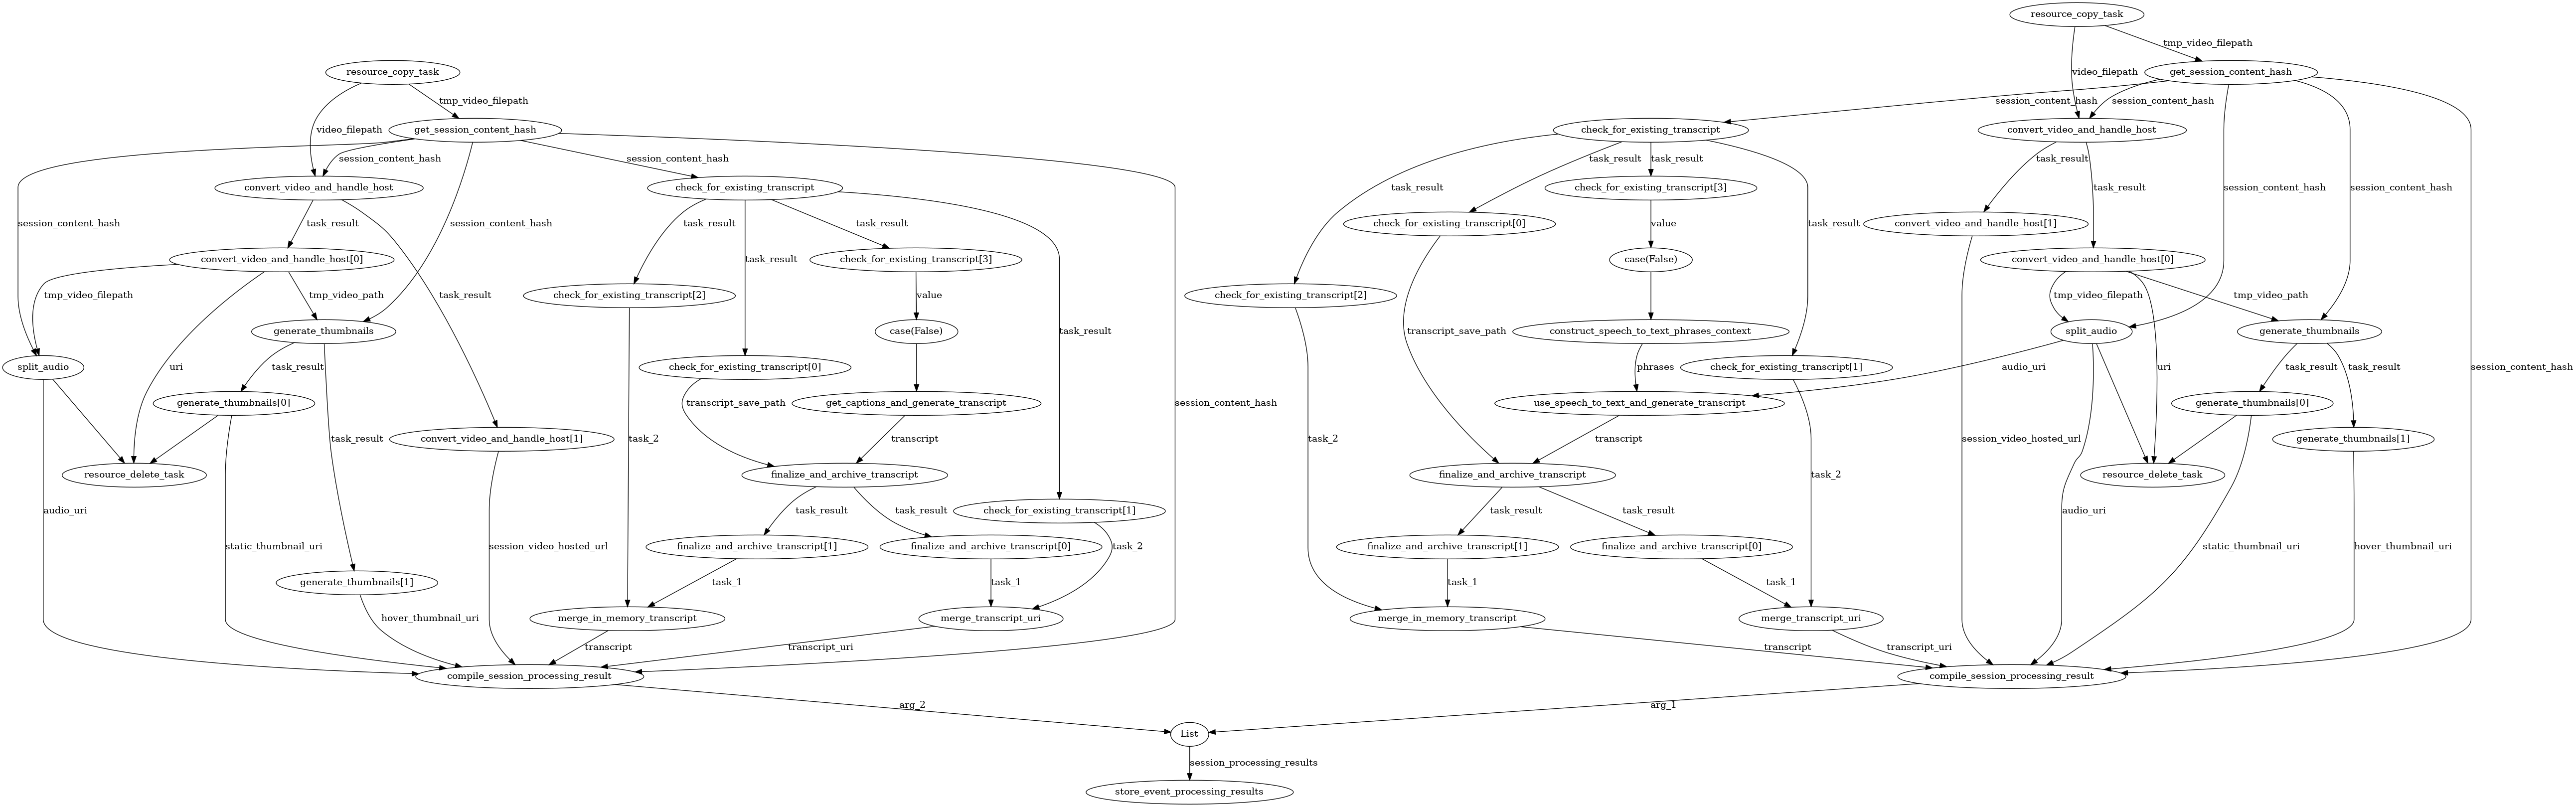 resource_copy_task
tmp_video_filepath
resource_copy_task
get_session_content_hash
video_filepath
tmp_video_filepath
session_content_hash
session_content_hash
video_filepath
get_session_content_hash
check_for_existing_transcript
convert_video_and_handle_host
session_content_hash
session_content_hash
task_result
task_result
task_result
session_content_hash
convert_video_and_handle_host
check_for_existing_transcript
task_result
check_for_existing_transcript[3]
task_result
session_content_hash
session_content_hash
session_content_hash
task_result
session_content_hash
task_result
task_result
check_for_existing_transcript[0]
value
task_result
convert_video_and_handle_host[1]
convert_video_and_handle_host[0]
task_result
check_for_existing_transcript[3]
case(False)
convert_video_and_handle_host[0]
tmp_video_filepath
tmp_video_path
task_result
check_for_existing_transcript[2]
value
check_for_existing_transcript[2]
tmp_video_filepath
tmp_video_path
generate_thumbnails
case(False)
task_result
transcript_save_path
construct_speech_to_text_phrases_context
split_audio
generate_thumbnails
split_audio
uri
task_result
check_for_existing_transcript[0]
phrases
check_for_existing_transcript[1]
audio_uri
uri
task_result
task_result
session_content_hash
generate_thumbnails[0]
transcript_save_path
get_captions_and_generate_transcript
session_content_hash
use_speech_to_text_and_generate_transcript
generate_thumbnails[0]
task_result
convert_video_and_handle_host[1]
task_2
transcript
task_2
transcript
session_video_hosted_url
generate_thumbnails[1]
resource_delete_task
finalize_and_archive_transcript
finalize_and_archive_transcript
task_2
resource_delete_task
audio_uri
task_result
task_result
check_for_existing_transcript[1]
task_result
task_result
audio_uri
static_thumbnail_uri
session_video_hosted_url
finalize_and_archive_transcript[1]
finalize_and_archive_transcript[0]
task_2
finalize_and_archive_transcript[1]
finalize_and_archive_transcript[0]
static_thumbnail_uri
hover_thumbnail_uri
generate_thumbnails[1]
task_1
task_1
task_1
task_1
hover_thumbnail_uri
merge_in_memory_transcript
merge_transcript_uri
merge_in_memory_transcript
merge_transcript_uri
transcript
transcript_uri
transcript
transcript_uri
compile_session_processing_result
compile_session_processing_result
arg_2
arg_1
List
session_processing_results
store_event_processing_results